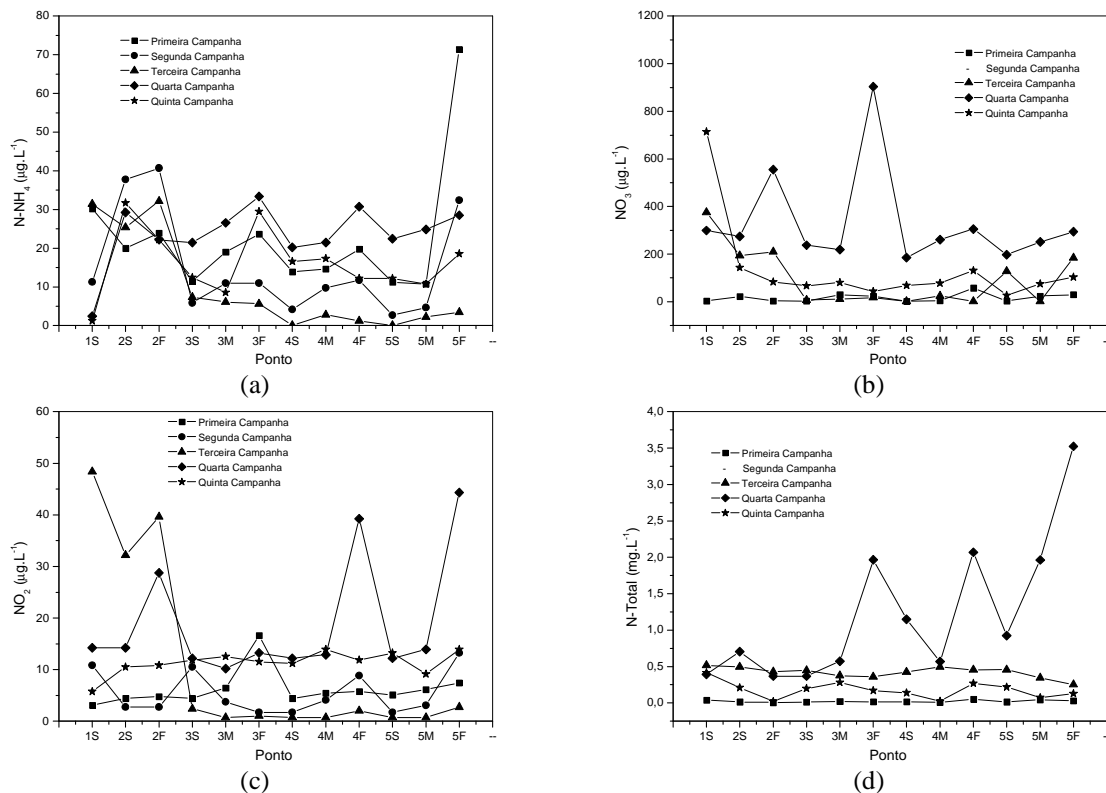 80
70
60
50
40
30
20
10
0
N-NH4 (µg.L-1)
Primeira Campanha
Segunda Campanha
Terceira Campanha
Quarta Campanha
Quinta Campanha
1S 2S 2F 3S 3M 3F 4S 4M 4F 5S 5M 5F --
Ponto
(a)
1200
1000
800
600
400
200
0
NO3 (µg.L-1)
Primeira Campanha
Segunda Campanha
Terceira Campanha
Quarta Campanha
Quinta Campanha
1S 2S 2F 3S 3M 3F 4S 4M 4F 5S 5M 5F --
Ponto
(b)
60
50
40
30
20
10
0
NO2 (µg.L-1)
Primeira Campanha
Segunda Campanha
Terceira Campanha
Quarta Campanha
Quinta Campanha
1S 2S 2F 3S 3M 3F 4S 4M 4F 5S 5M 5F --
Ponto
(c)
4,0
3,5
3,0
2,5
2,0
1,5
1,0
0,5
0,0
N-Total (mg.L-1)
Primeira Campanha
Segunda Campanha
Terceira Campanha
Quarta Campanha
Quinta Campanha
1S 2S 2F 3S 3M 3F 4S 4M 4F 5S 5M 5F
Ponto
(d)